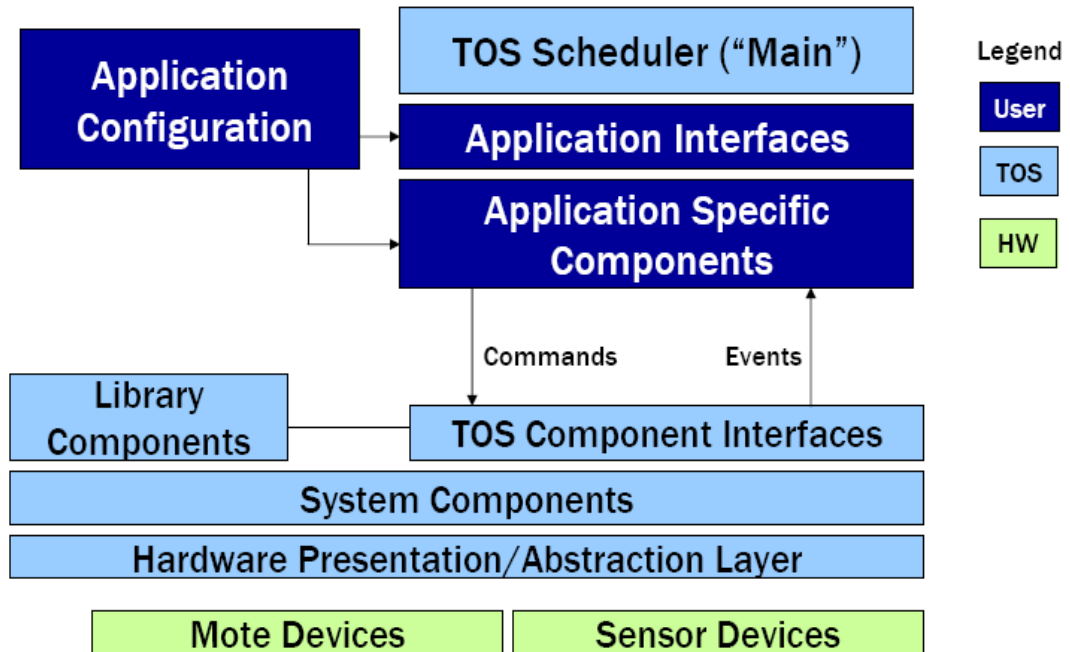 Application
Configuration
TOS Scheduler (“Main”)
Application Interfaces
Application Specific
Components
Legend
User
TOS
HW
Commands
Events
Library
Components
TOS Component Interfaces
System Components
Hardware Presentation/Abstraction Layer
Mote Devices
Sensor Devices